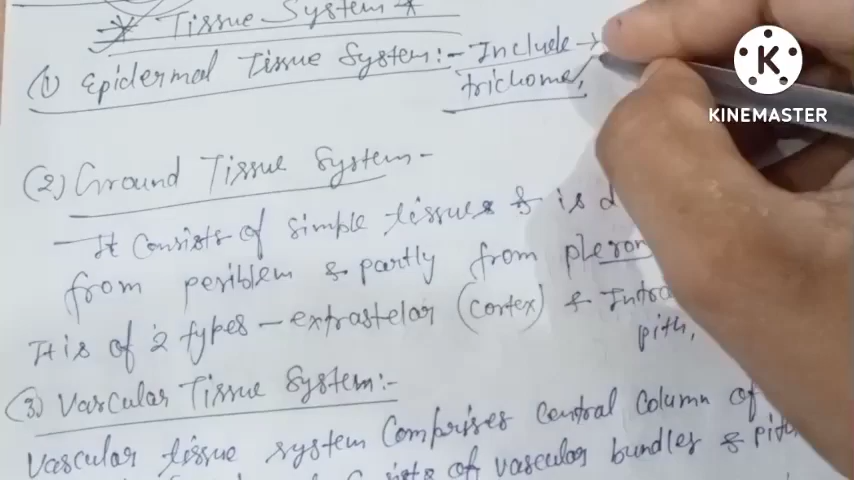 * Tissue System *
(1) Epidermal Tissue System:- Include →
trichome,
(2) Ground Tissue System -
- It consists of simple tissues & is d
from periblem & partly from plerom
It is of 2 types - extrastelar (cortex) & Intra
pith,
(3) Vascular Tissue System:-
Vascular tissue system comprises central column of
of vascular bundles & pith
K
KINEMASTER